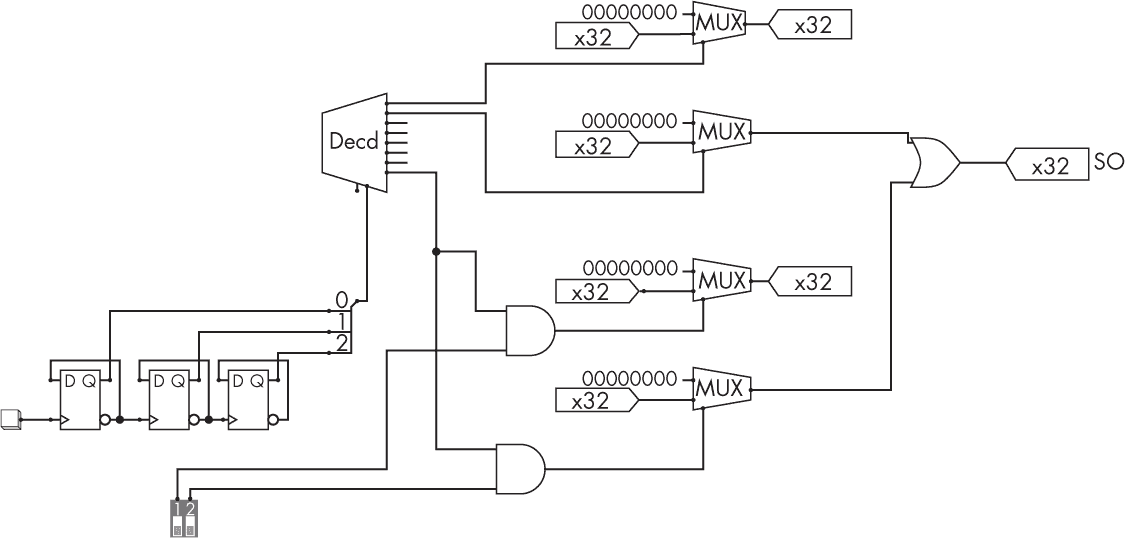 00000000
x32
MUX
x32
Decd
00000000
x32
MUX
x32
SO
00000000
x32
MUX
x32
0
1
2
D Q
D Q
D Q
00000000
x32
MUX
1 2